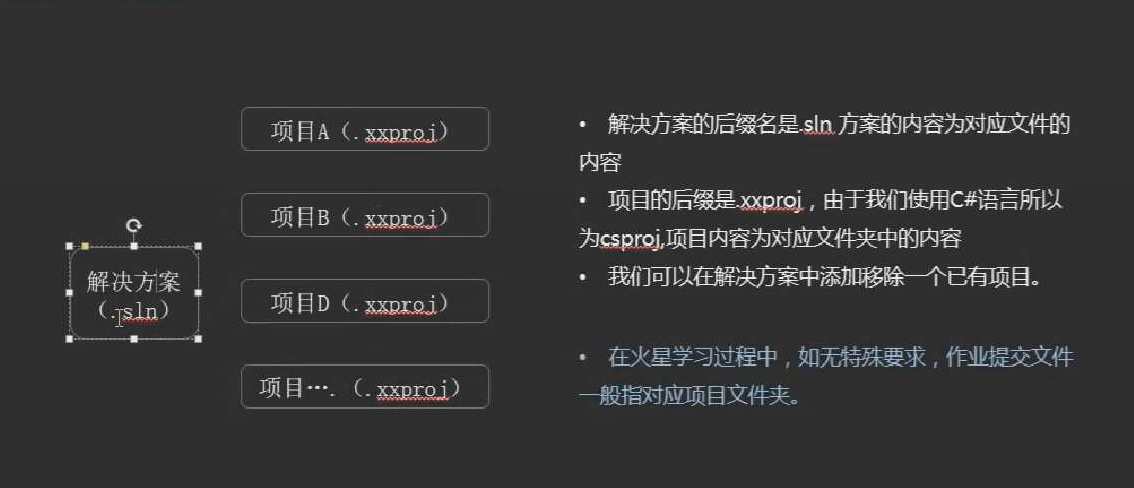 项目A（.xxproj）
项目B（.xxproj）
解决方案
（.sln）
项目D（.xxproj）
项目….（.xxproj）
• 解决方案的后缀名是.sln 方案的内容为对应文件的
内容
• 项目的后缀是.xxproj，由于我们使用C#语言所以
为csproj,项目内容为对应文件夹中的内容
• 我们可以在解决方案中添加移除一个已有项目。
• 在火星学习过程中，如无特殊要求，作业提交文件
一般指对应项目文件夹。